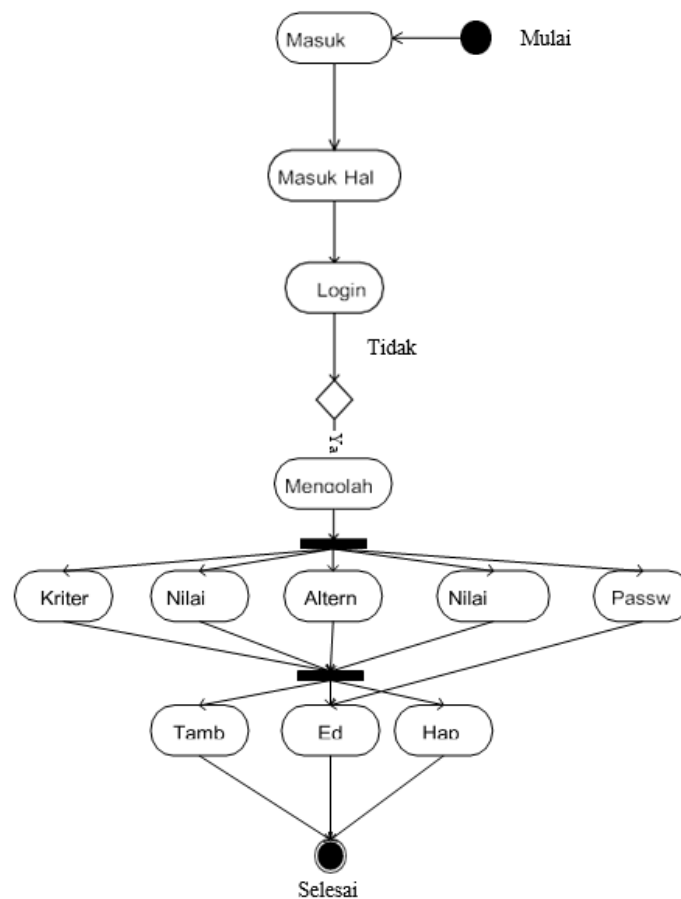 Masuk
Mulai
Masuk Hal
Login
Tidak
Ya
Mengolah
Kriter
Nilai
Altern
Nilai
Passw
Tamb
Ed
Hap
Selesai